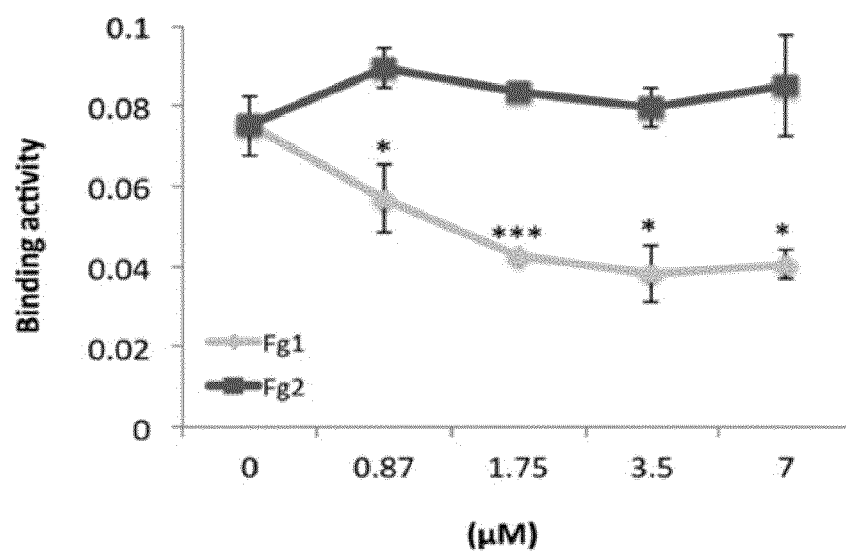 0.1
0.08
0.06
0.04
0.02
0
Binding activity
*
***
*
*
Fg1
Fg2
0 0.87 1.75 3.5 7
(μM)